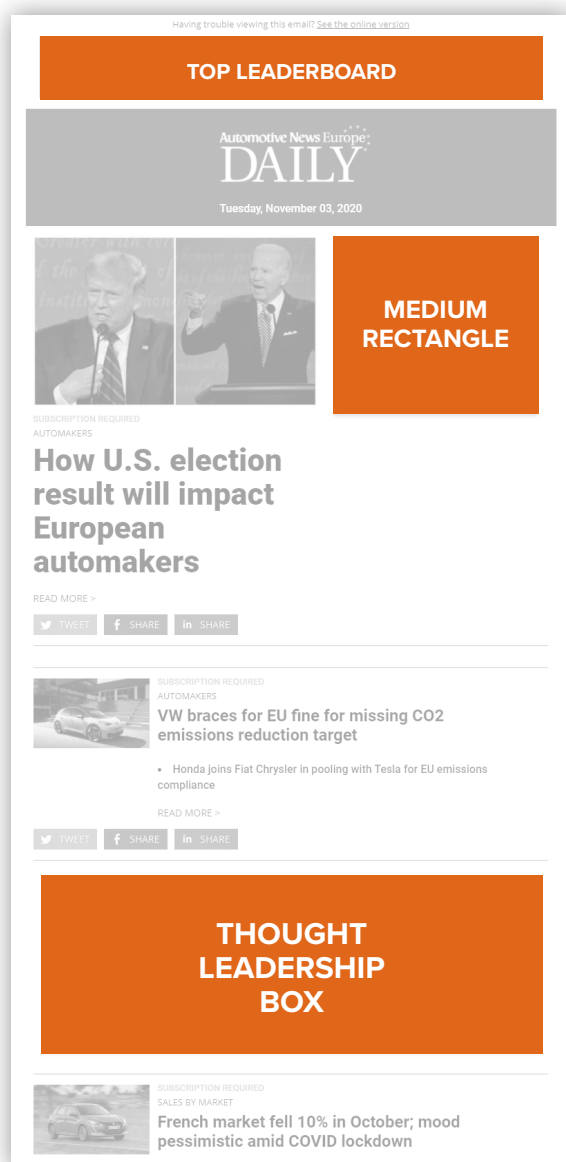 Having trouble viewing this email? See the online version
TOP LEADERBOARD
Automotive News Europe
DAILY
Tuesday, November 03, 2020
MEDIUM
RECTANGLE
SUBSCRIPTION REQUIRED
AUTOMAKERS
How U.S. election
result will impact
European
automakers
READ MORE >
TWEET
f SHARE
in SHARE
SUBSCRIPTION REQUIRED
AUTOMAKERS
VW braces for EU fine for missing CO2
emissions reduction target
• Honda joins Fiat Chrysler in pooling with Tesla for EU emissions
compliance
READ MORE >
TWEET
f SHARE
in SHARE
THOUGHT
LEADERSHIP
BOX
SUBSCRIPTION REQUIRED
SALES BY MARKET
French market fell 10% in October; mood
pessimistic amid COVID lockdown